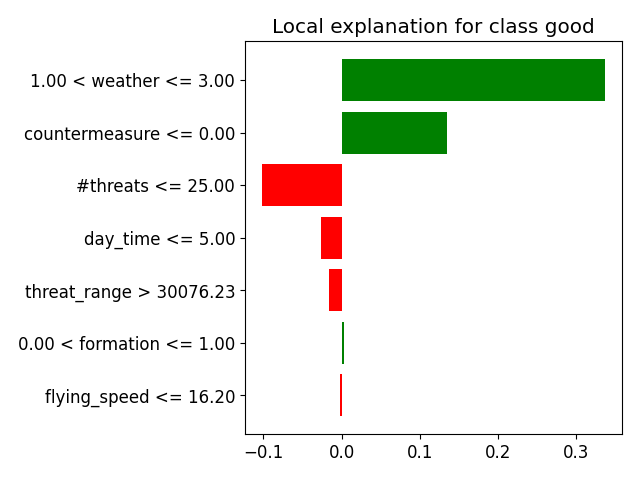 Local explanation for class good
1.00 < weather <= 3.00
countermeasure <= 0.00
#threats <= 25.00
day_time <= 5.00
threat_range > 30076.23
0.00 < formation <= 1.00
flying_speed <= 16.20
−0.1 0.0 0.1 0.2 0.3